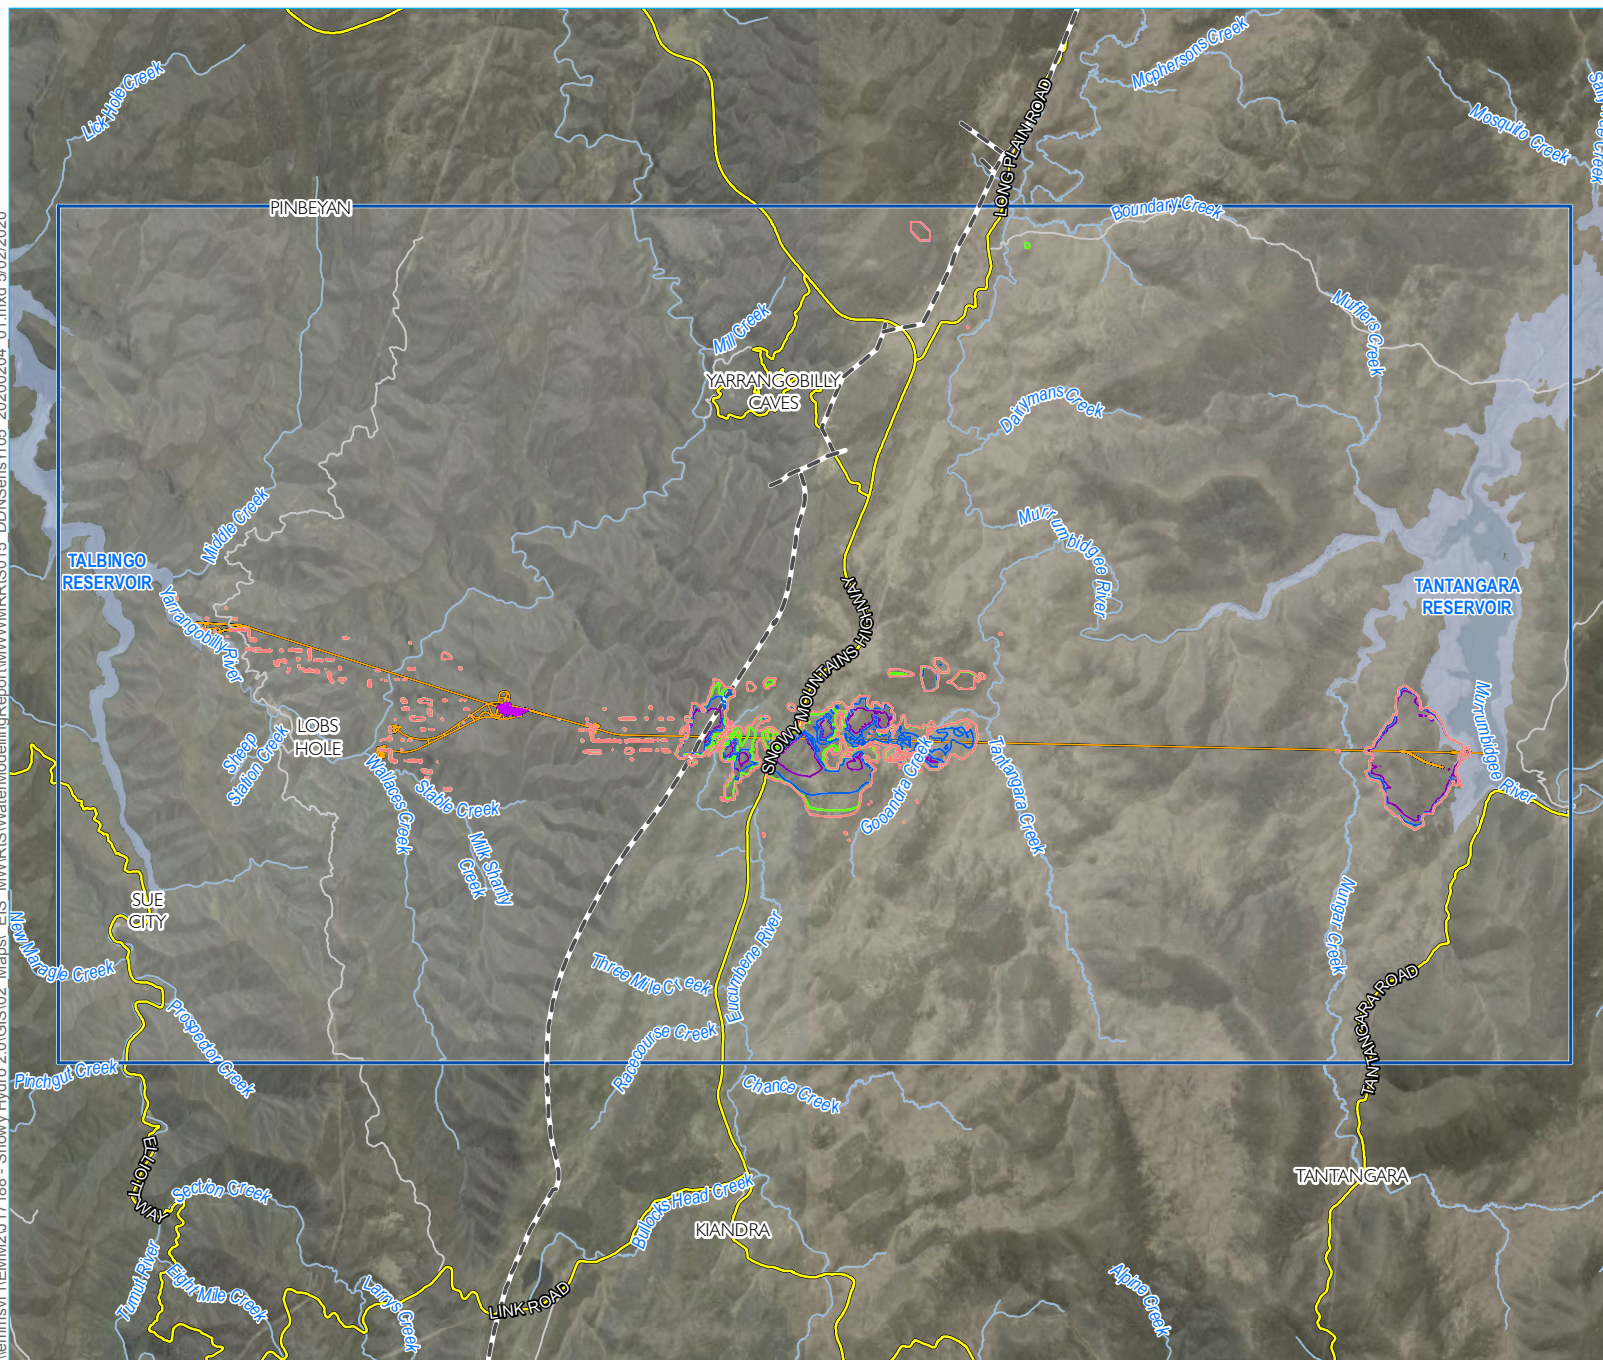 Mcphersons Creek
Lick Hole Creek
LONG PLAIN ROAD
Mosquito Creek
PINBEYAN
Boundary Creek
Mufflers Creek
Mill Creek
YARRANGOBILLY
CAVES
Dairymans Creek
Middle Creek
Murrumbidgee River
TALBINGO
RESERVOIR
TANTANGARA
RESERVOIR
Yarrangobilly River
SNOWY MOUNTAINS HIGHWAY
LOBS
HOLE
Sheep
Station Creek
Wallaces Creek
Stable Creek
Milk Shanty
Creek
Gooandra Creek
Tantangara Creek
Murrumbidgee River
SUE
CITY
New Maragle Creek
Nungar Creek
Three Mile Creek
Eucumbene River
TANTANGARA ROAD
Prospector Creek
Racecourse Creek
Pinchgut Creek
Chance Creek
ELLIOTT
WAY
Section Creek
Bullocks Head Creek
TANTANGARA
KIANDRA
Tumut River
Eight Mile Creek
Larrys Creek
LINK ROAD
Alpine Creek